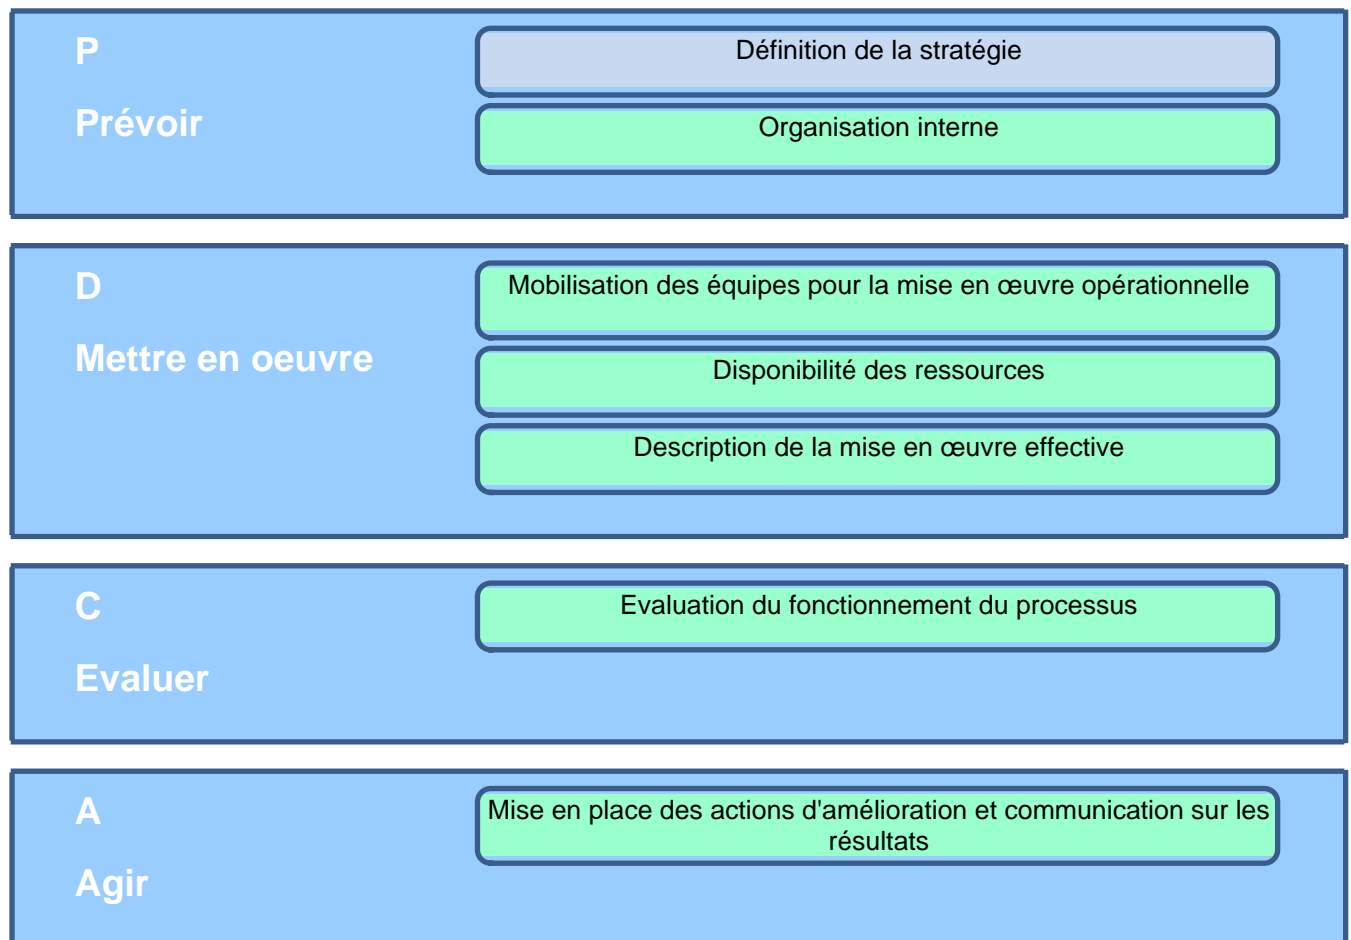 P
Prévoir
Définition de la stratégie
Organisation interne
D
Mettre en oeuvre
Mobilisation des équipes pour la mise en œuvre opérationnelle
Disponibilité des ressources
Description de la mise en œuvre effective
C
Evaluer
Evaluation du fonctionnement du processus
A
Agir
Mise en place des actions d'amélioration et communication sur les
résultats